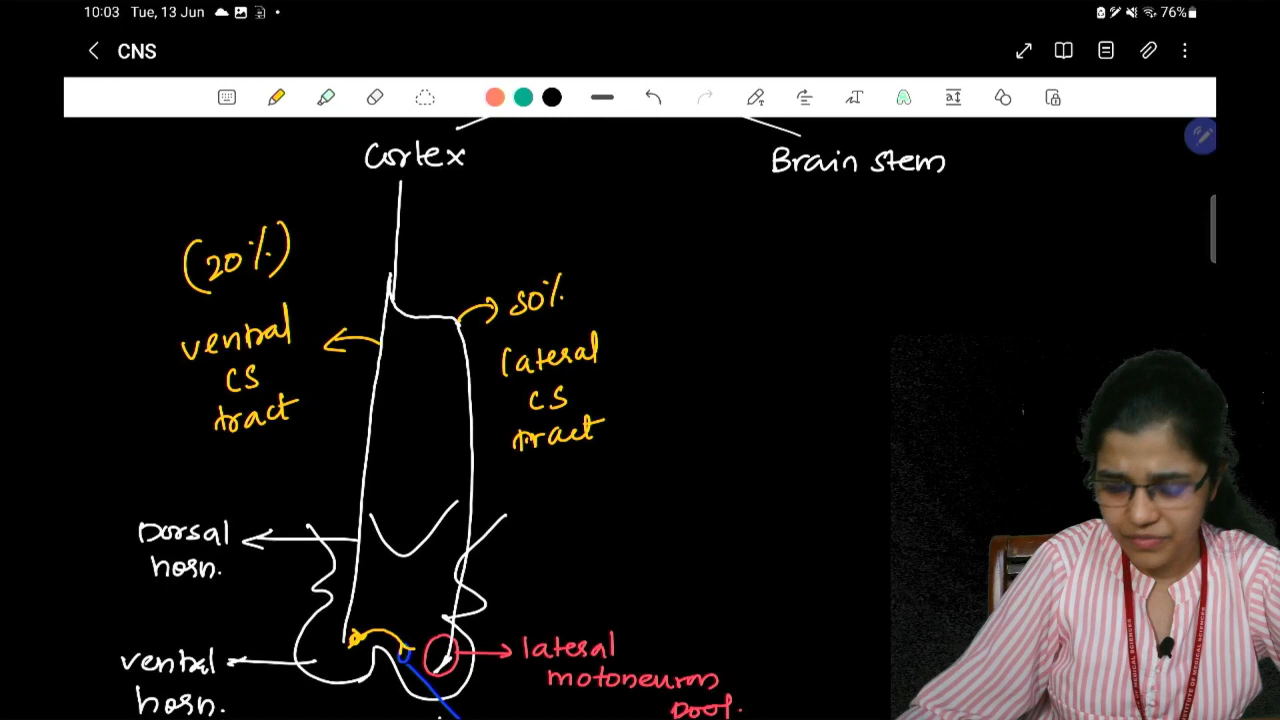 10:03 Tue, 13 Jun
76%
CNS
Cortex
Brain stem
(20%)
80%
ventral
CS
tract
lateral
CS
tract
Dorsal
horn.
ventral
horn.
lateral
motoneuron
pool.